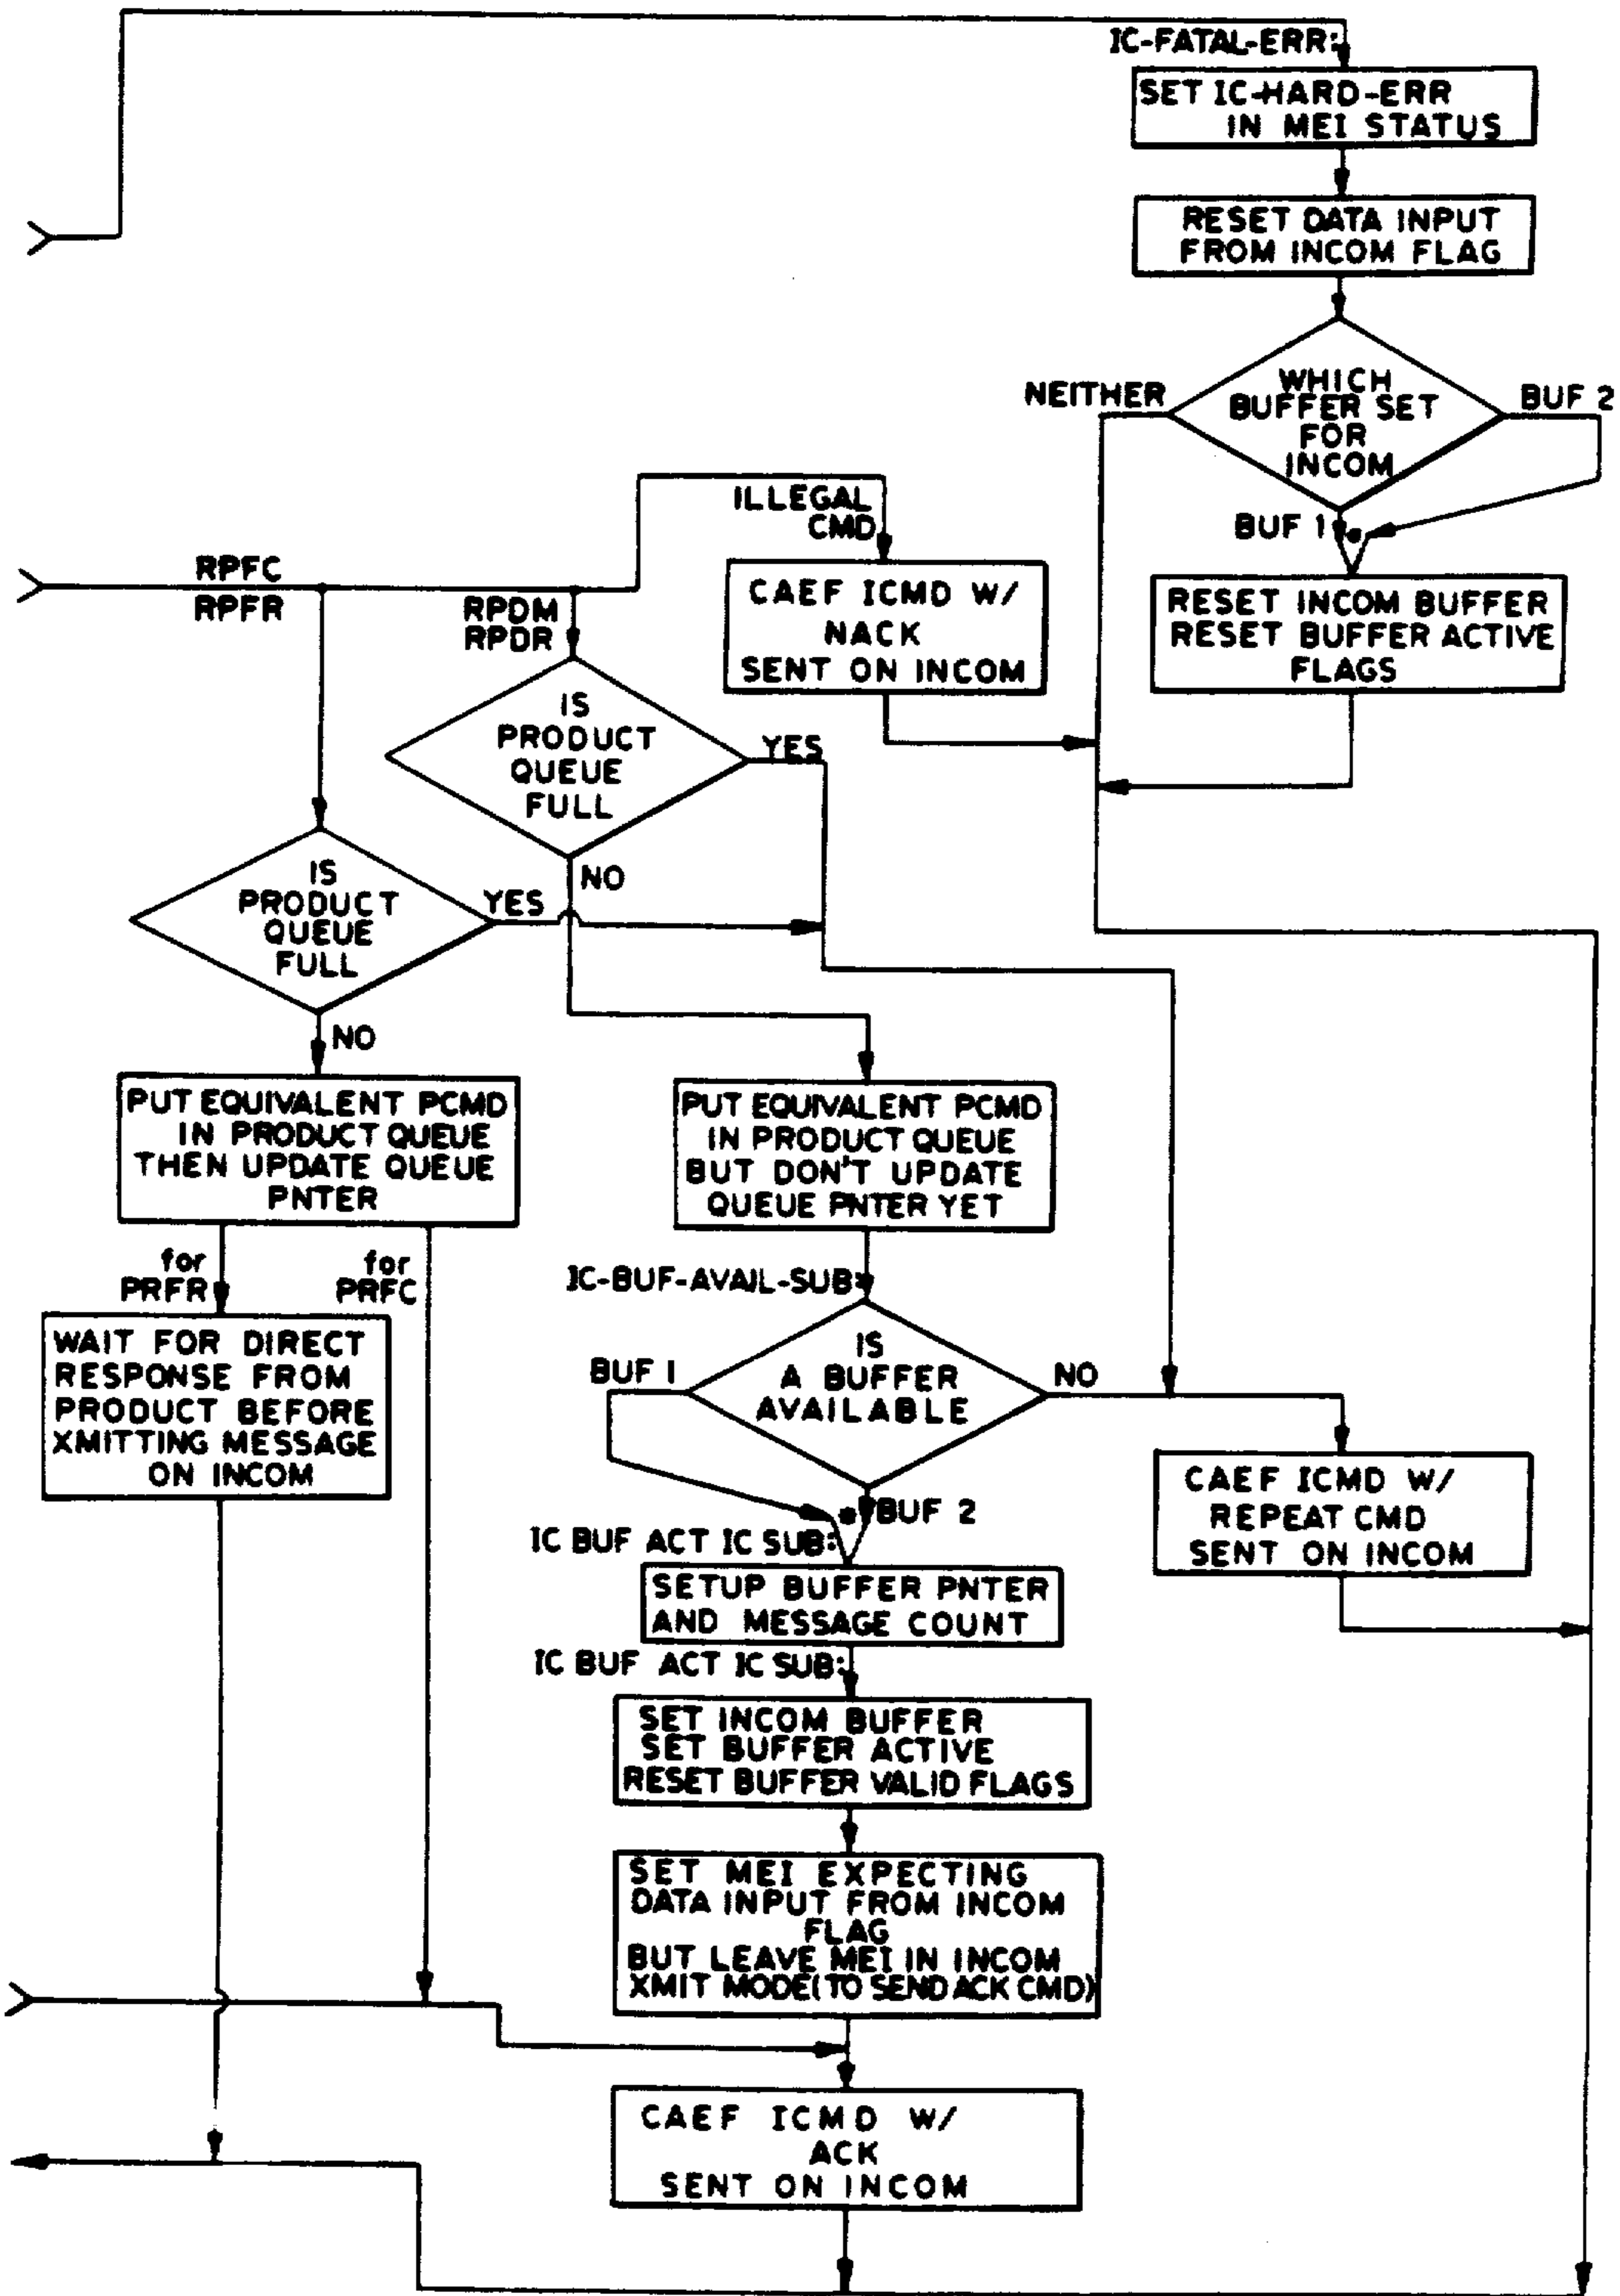 IC-FATAL-ERR:
SET IC-HARD-ERR
IN MEI STATUS
RESET DATA INPUT
FROM INCOM FLAG
NEITHER
WHICH
BUFFER SET
FOR
INCOM
BUF 2
BUF 1
RESET INCOM BUFFER
RESET BUFFER ACTIVE
FLAGS
ILLEGAL
CMD
CAEF ICMD W/
NACK
SENT ON INCOM
RPFC
RPFR
RPDM
RPDR
IS
PRODUCT
QUEUE
FULL
YES
NO
IS
PRODUCT
QUEUE
FULL
YES
NO
PUT EQUIVALENT PCMD
IN PRODUCT QUEUE
THEN UPDATE QUEUE
PNTER
PUT EQUIVALENT PCMD
IN PRODUCT QUEUE
BUT DON'T UPDATE
QUEUE PNTER YET
for
PRFR
for
PRFC
WAIT FOR DIRECT
RESPONSE FROM
PRODUCT BEFORE
XMITTING MESSAGE
ON INCOM
IC-BUF-AVAIL-SUB:
IS
A BUFFER
AVAILABLE
BUF 1
NO
* BUF 2
CAEF ICMD W/
REPEAT CMD
SENT ON INCOM
IC BUF ACT IC SUB:
SETUP BUFFER PNTER
AND MESSAGE COUNT
IC BUF ACT IC SUB:
SET INCOM BUFFER
SET BUFFER ACTIVE
RESET BUFFER VALID FLAGS
SET MEI EXPECTING
DATA INPUT FROM INCOM
FLAG
BUT LEAVE MEI IN INCOM
XMIT MODE(TO SEND ACK CMD)
CAEF ICMD W/
ACK
SENT ON INCOM